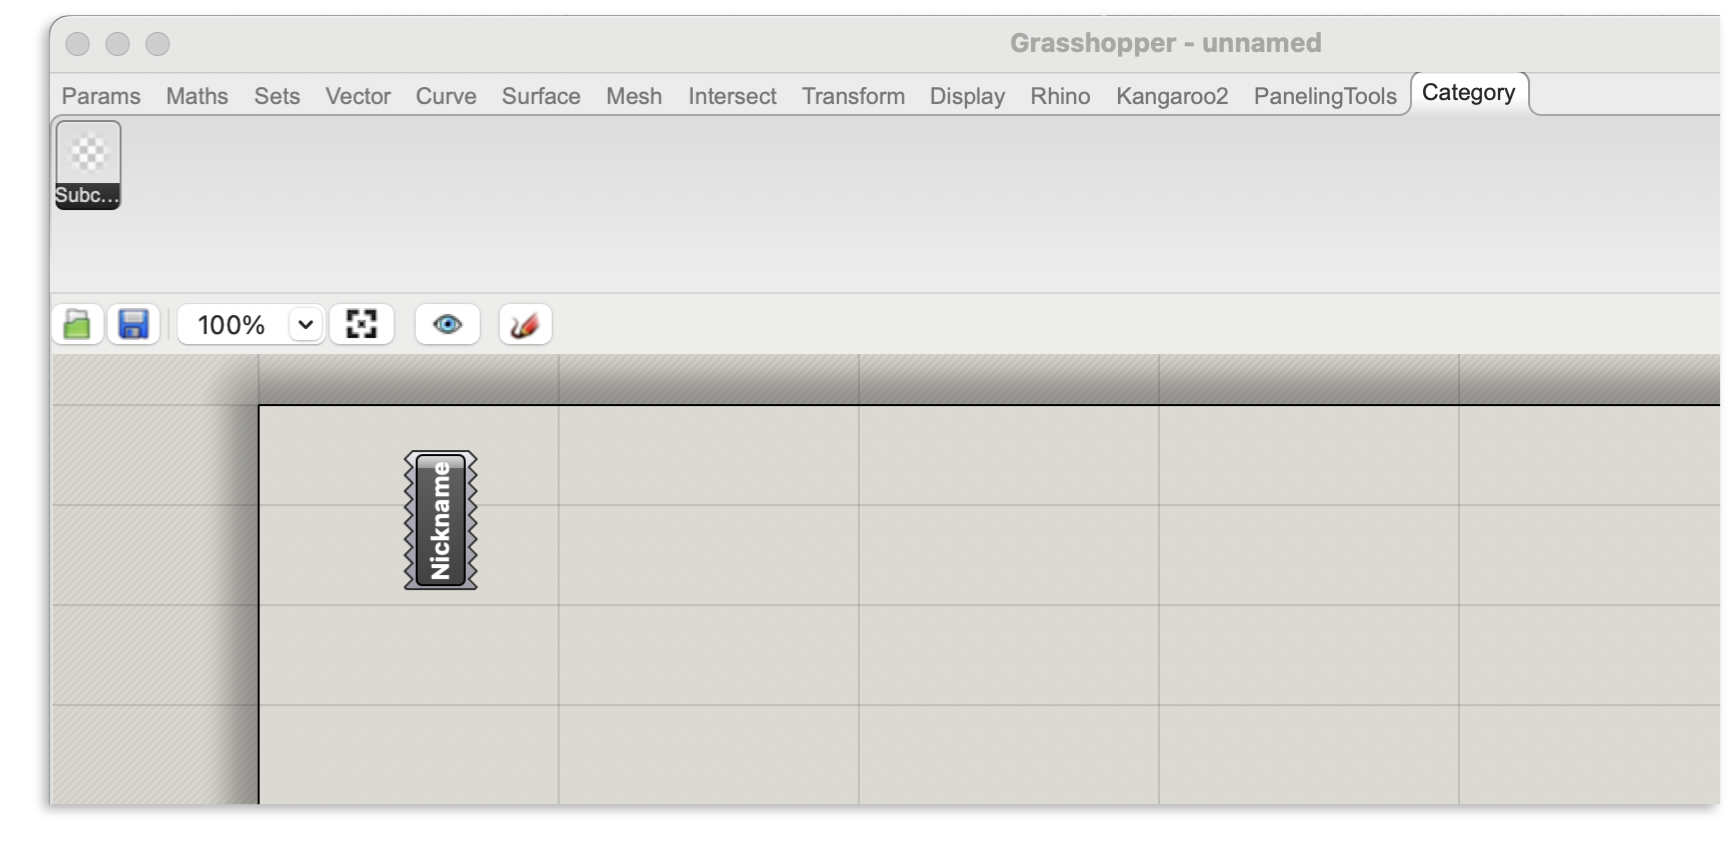 Grasshopper - unnamed
Params Maths Sets Vector Curve Surface Mesh Intersect Transform Display Rhino Kangaroo2 PanelingTools Category
Subc...
100%
Nickname